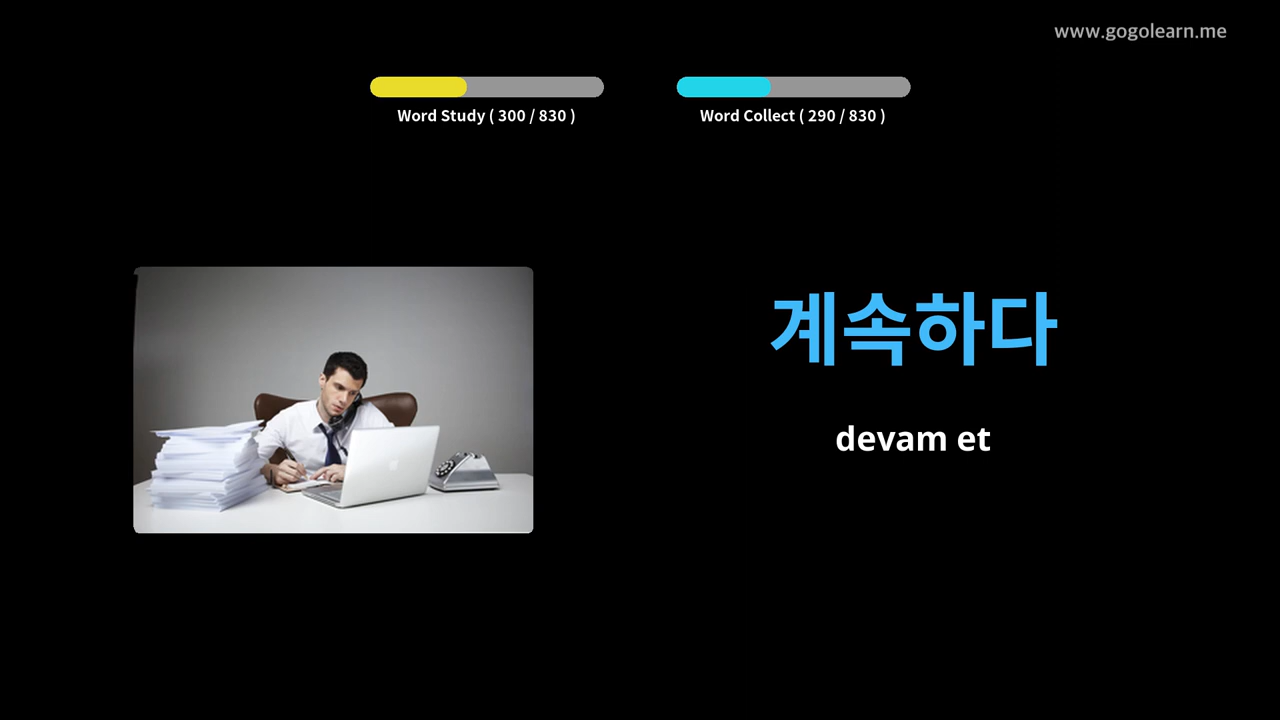 www.gogolearn.me
Word Study ( 300 / 830 )
Word Collect ( 290 / 830 )
계속하다
devam et